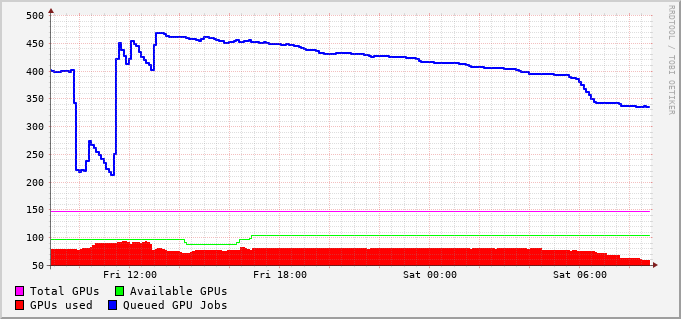 500
450
400
350
300
250
200
150
100
50
Fri 12:00 Fri 18:00 Sat 00:00 Sat 06:00
Total GPUs Available GPUs
GPUs used Queued GPU Jobs
RRDTOOL / TOBI OETIKER